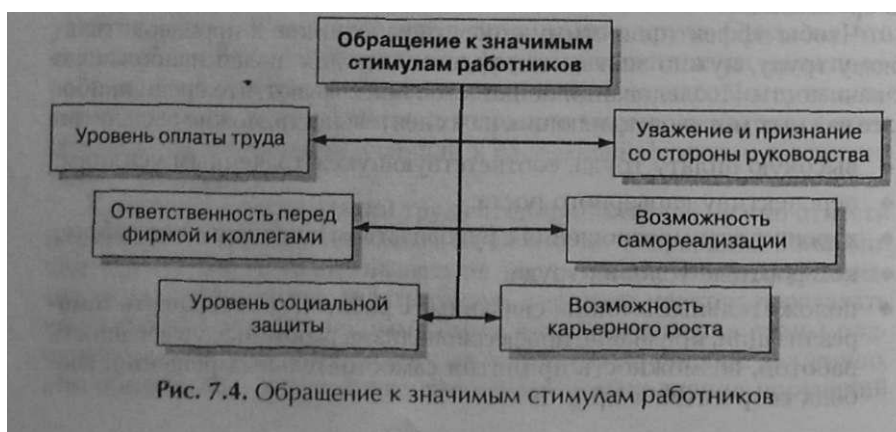 Обращение к значимым
стимулам работников
Уровень оплаты труда
Уважение и признание
со стороны руководства
Ответственность перед
фирмой и коллегами
Возможность
самореализации
Уровень социальной
защиты
Возможность
карьерного роста
Рис. 7.4. Обращение к значимым стимулам работников